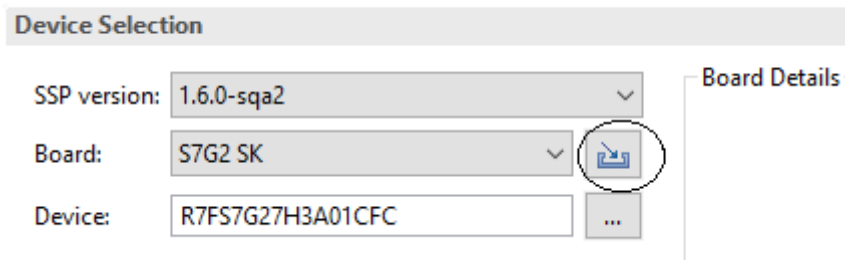 Device Selection
SSP version: 1.6.0-sqa2
Board Details
Board: S7G2 SK
Device: R7FS7G27H3A01CFC ...